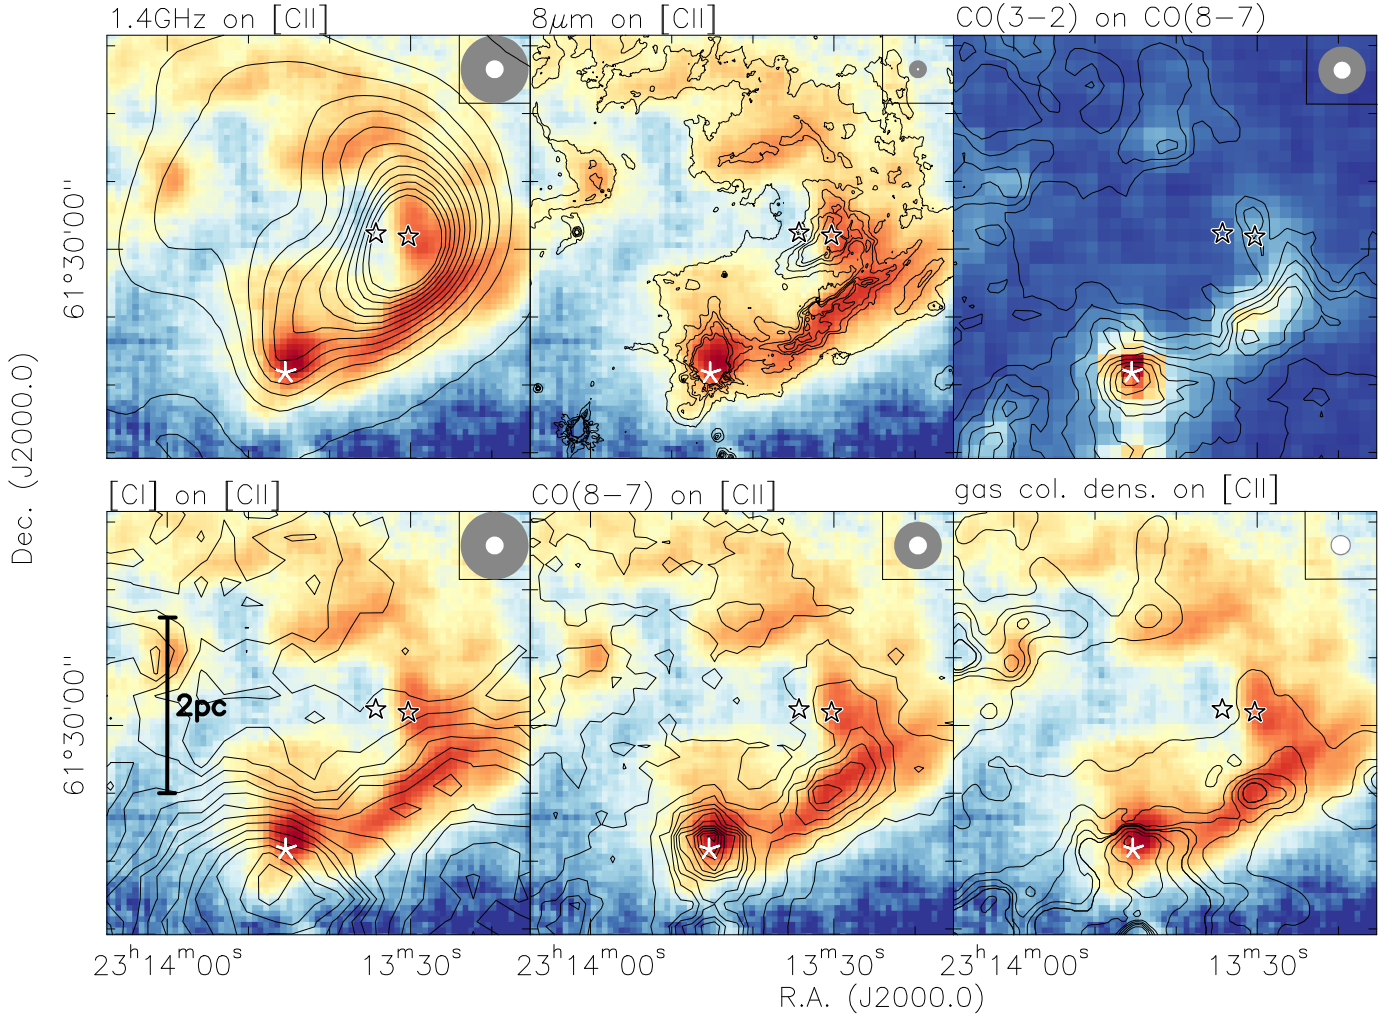 1.4GHz on [CII]
8μm on [CII]
CO(3−2) on CO(8−7)
61°30'00''
Dec. (J2000.0)
[CI] on [CII]
CO(8−7) on [CII]
gas col. dens. on [CII]
2pc
61°30'00''
23ʰ14ᵐ00ˢ
13ᵐ30ˢ
23ʰ14ᵐ00ˢ
13ᵐ30ˢ
23ʰ14ᵐ00ˢ
13ᵐ30ˢ
R.A. (J2000.0)